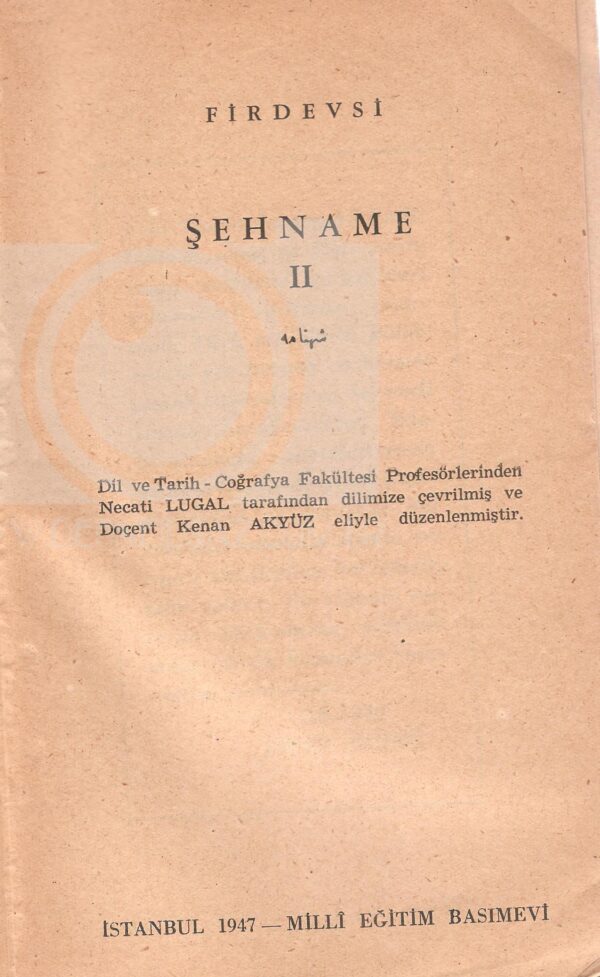 FİRDEVSİ
ŞEHNAME
II
شهنامه
Dil ve Tarih - Coğrafya Fakültesi Profesörlerinden
Necati LUGAL tarafından dilimize çevrilmiş ve
Doçent Kenan AKYÜZ eliyle düzenlenmiştir.
İSTANBUL 1947 — MİLLÎ EĞİTİM BASIMEVİ